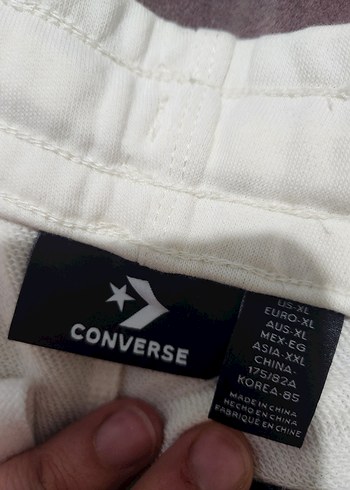 CONVERSE
US-XL
EURO-XL
AUS-XL
MEX-EG
ASIA-XXL
CHINA-
175/82A
KOREA-85
MADE IN CHINA
HECHO EN CHINA
FABRIQUÉ EN CHINE